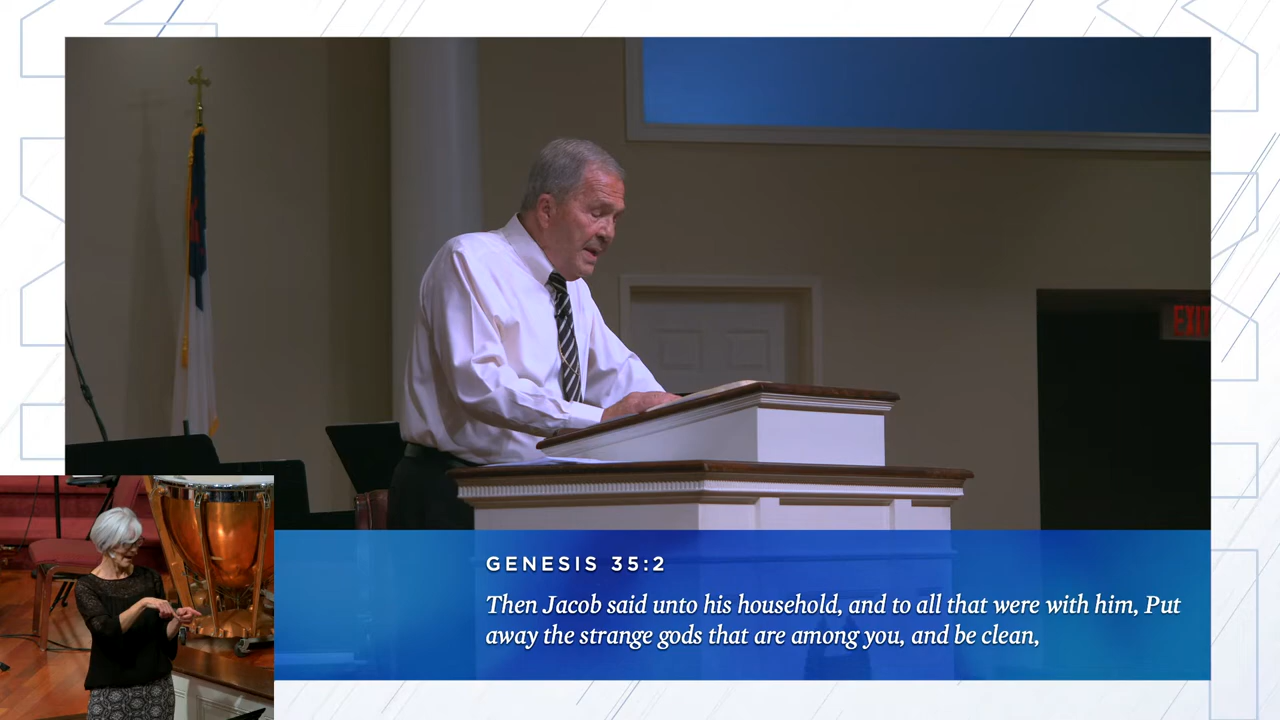 EXIT
GENESIS 35:2
Then Jacob said unto his household, and to all that were with him, Put
away the strange gods that are among you, and be clean,